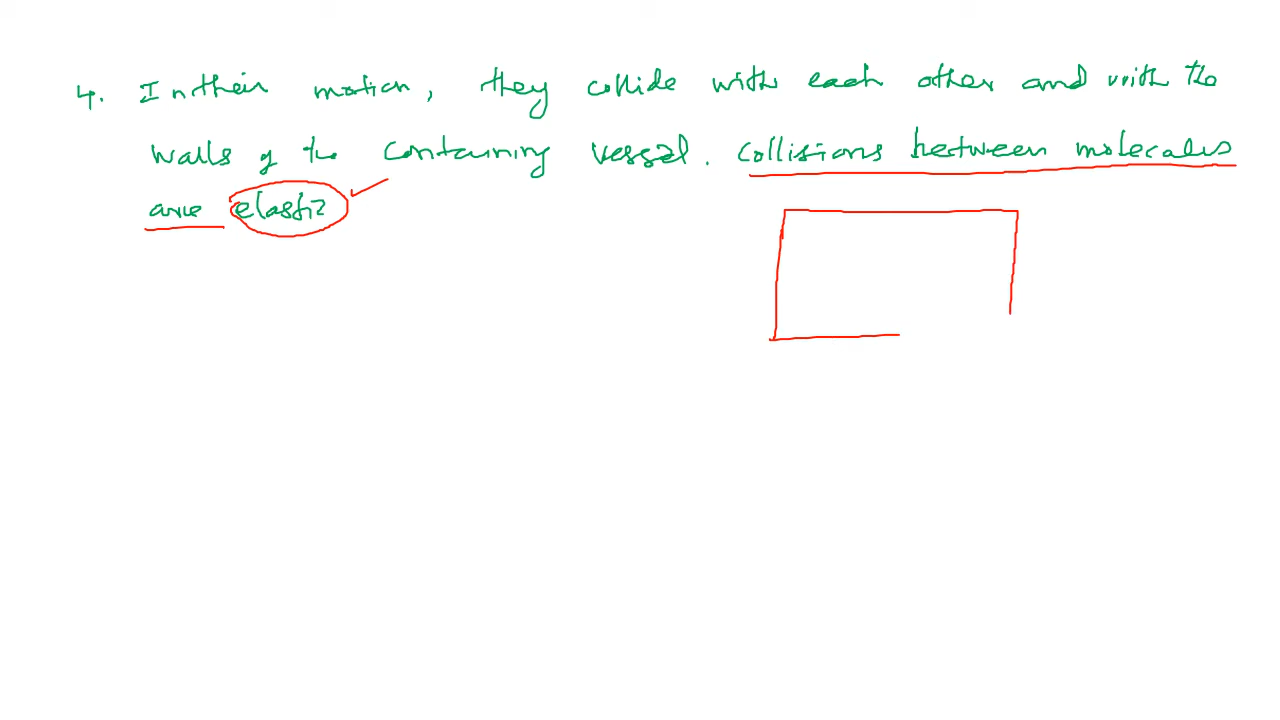 4. In their motion, they collide with each other and with the
walls of the containing vessel. Collisions between molecules
are elastic